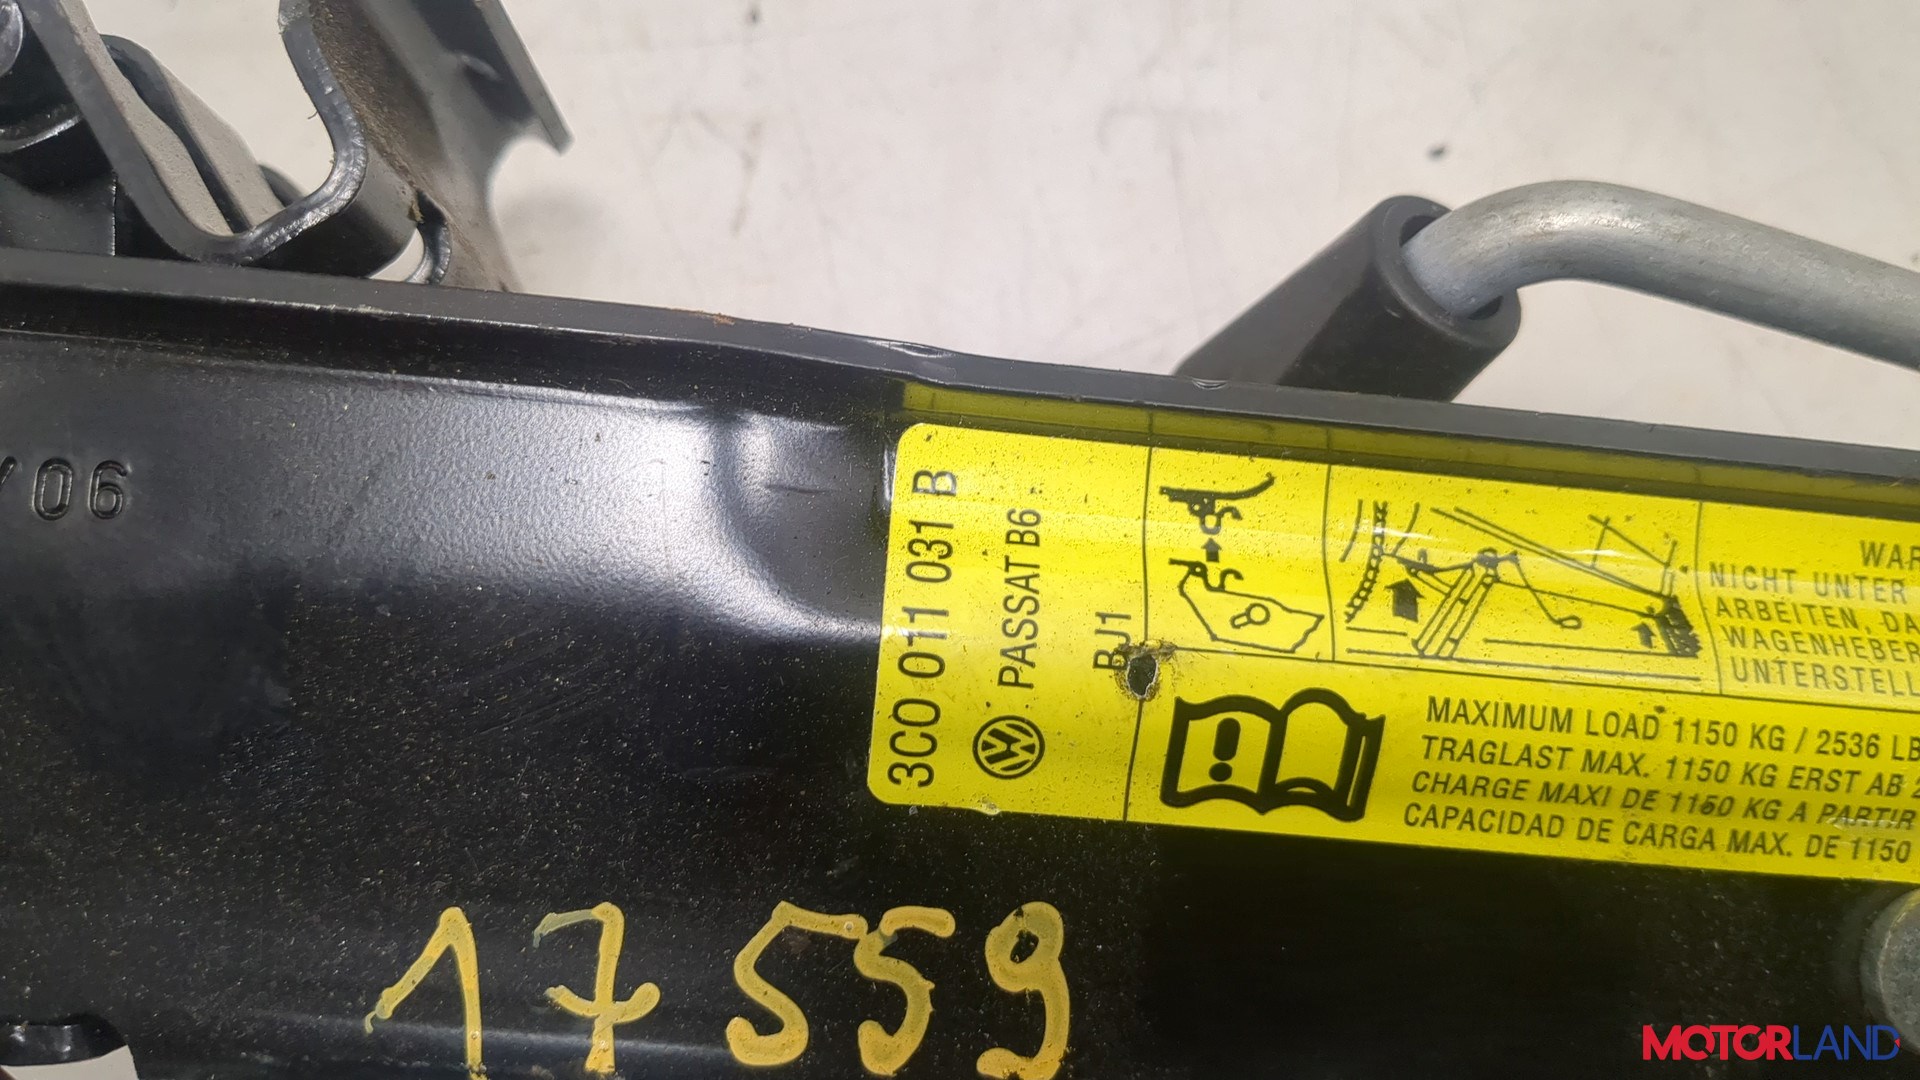 /06
3C0 011 031 B
PASSAT B6
BJ1
NICHT UNTER
ARBEITEN, DA
WAGENHEBER
UNTERSTELL
MAXIMUM LOAD 1150 KG / 2536 LB
TRAGLAST MAX. 1150 KG ERST AB 2
CHARGE MAXI DE 1150 KG A PARTIR
CAPACIDAD DE CARGA MAX. DE 1150
17559
MOTORLAND